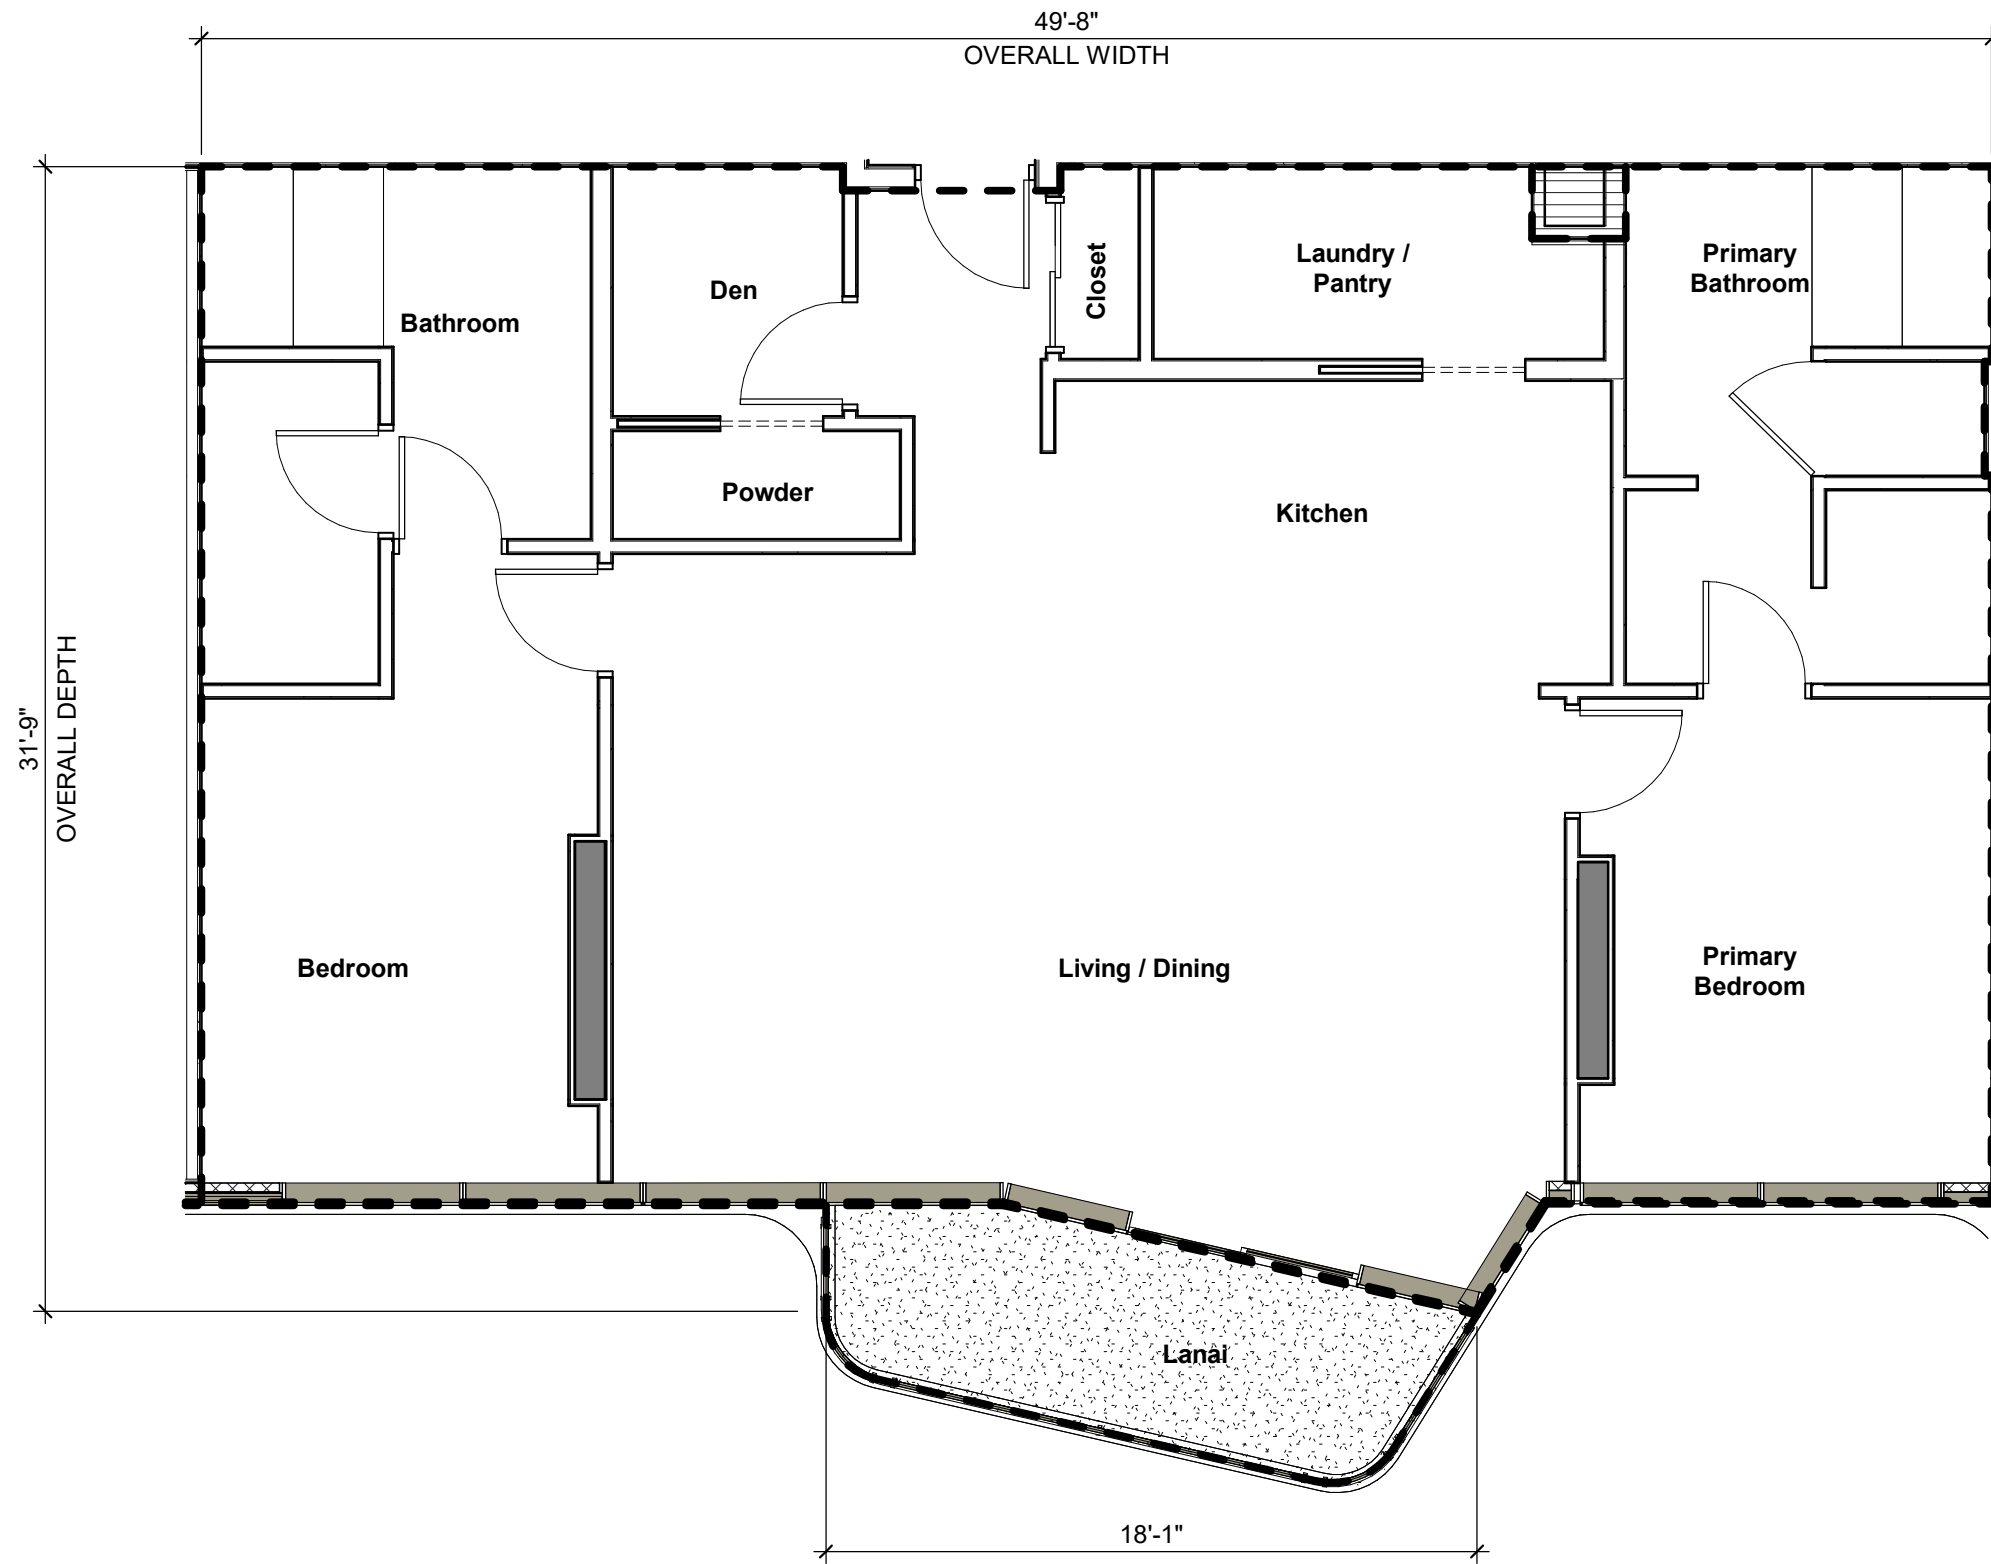 49'-8"
OVERALL WIDTH
Laundry /
Pantry
Primary
Bathroom
Closet
Den
Bathroom
Powder
Kitchen
31'-9"
OVERALL DEPTH
Bedroom
Living / Dining
Primary
Bedroom
Lanai
18'-1"